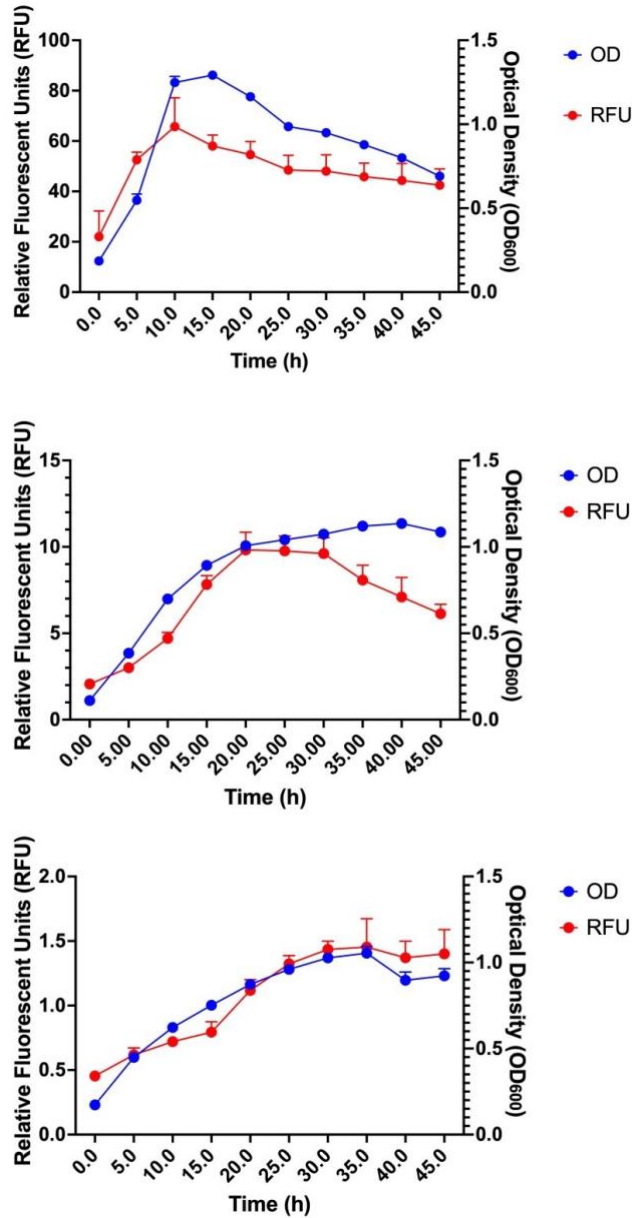 Relative Fluorescent Units (RFU)
100
80
60
40
20
0
1.5
1.0
0.5
0.0
Optical Density (OD600)
OD
RFU
0.0 5.0 10.0 15.0 20.0 25.0 30.0 35.0 40.0 45.0
Time (h)
Relative Fluorescent Units (RFU)
15
10
5
0
1.5
1.0
0.5
0.0
Optical Density (OD600)
OD
RFU
0.00 5.00 10.00 15.00 20.00 25.00 30.00 35.00 40.00 45.00
Time (h)
Relative Fluorescent Units (RFU)
2.0
1.5
1.0
0.5
0.0
1.5
1.0
0.5
0.0
Optical Density (OD600)
OD
RFU
0.0 5.0 10.0 15.0 20.0 25.0 30.0 35.0 40.0 45.0
Time (h)